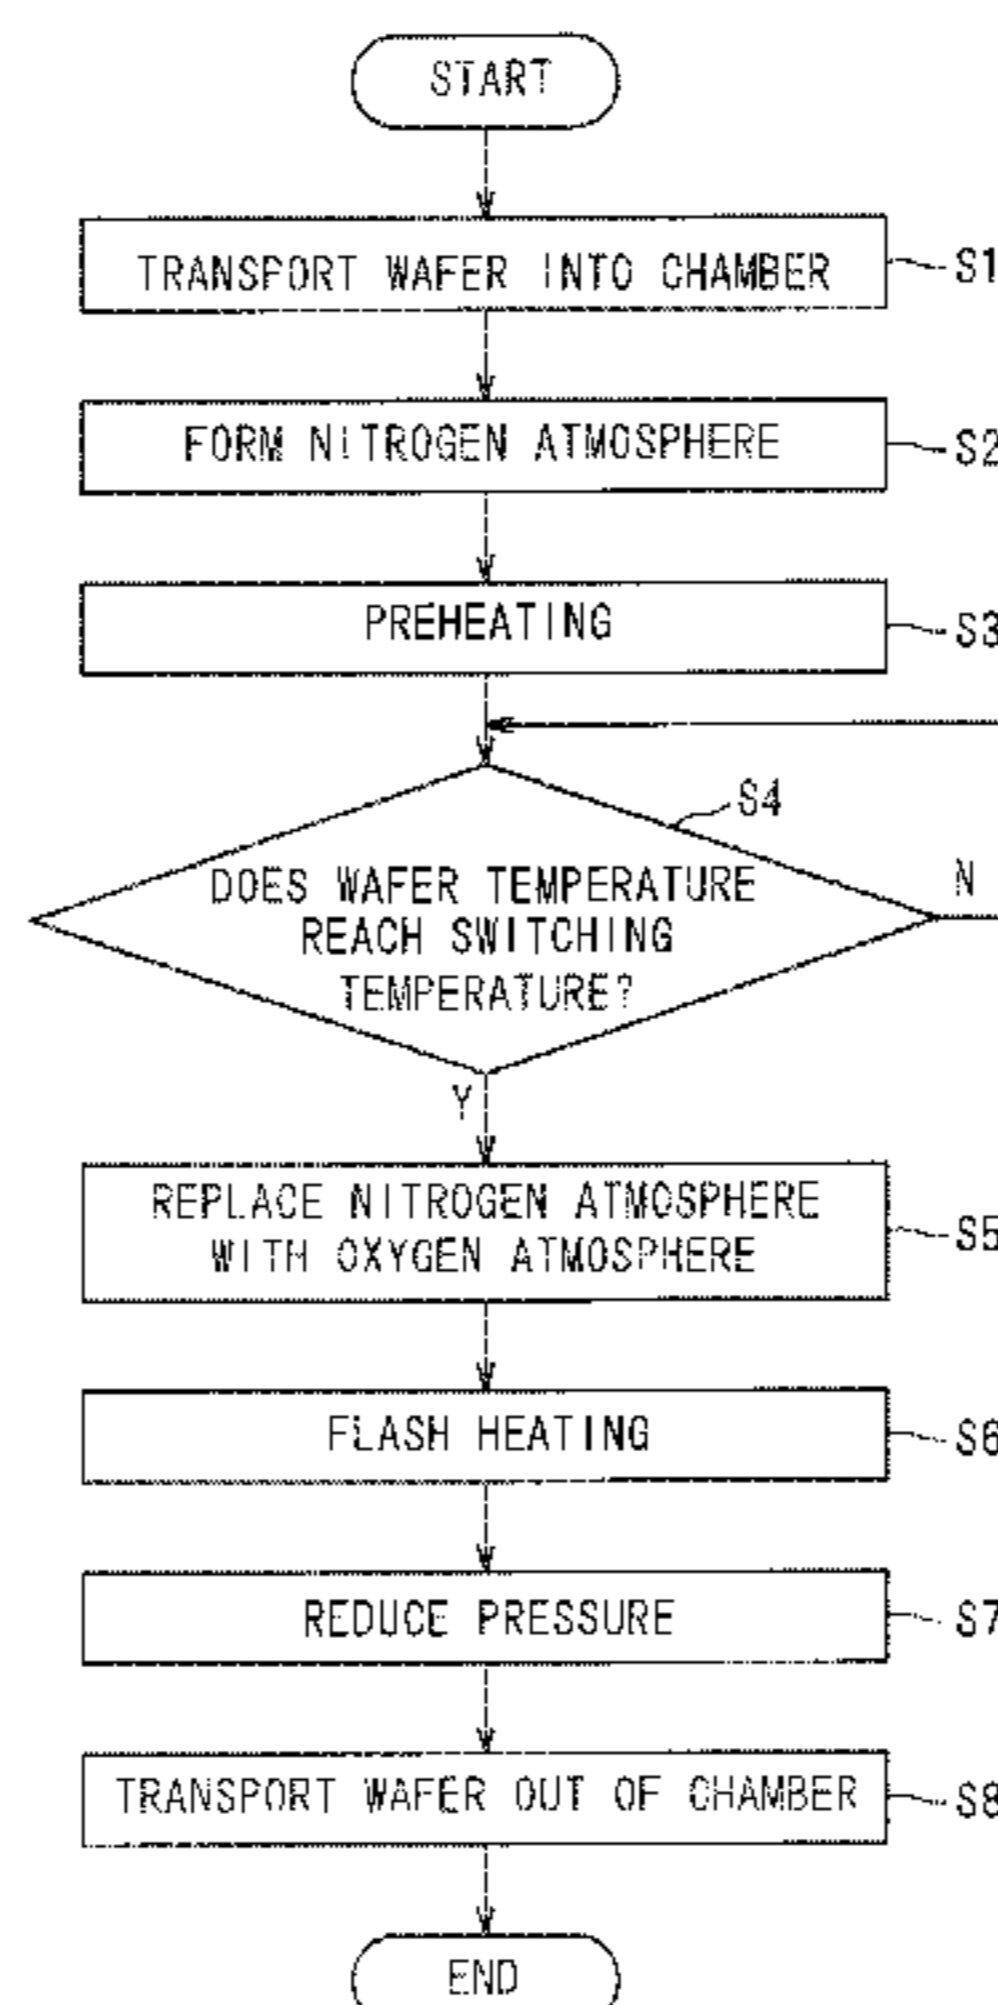 START
TRANSPORT WAFER INTO CHAMBER
S1
FORM NITROGEN ATMOSPHERE
S2
PREHEATING
S3
S4
DOES WAFER TEMPERATURE
REACH SWITCHING
TEMPERATURE?
N
Y
REPLACE NITROGEN ATMOSPHERE
WITH OXYGEN ATMOSPHERE
S5
FLASH HEATING
S6
REDUCE PRESSURE
S7
TRANSPORT WAFER OUT OF CHAMBER
S8
END